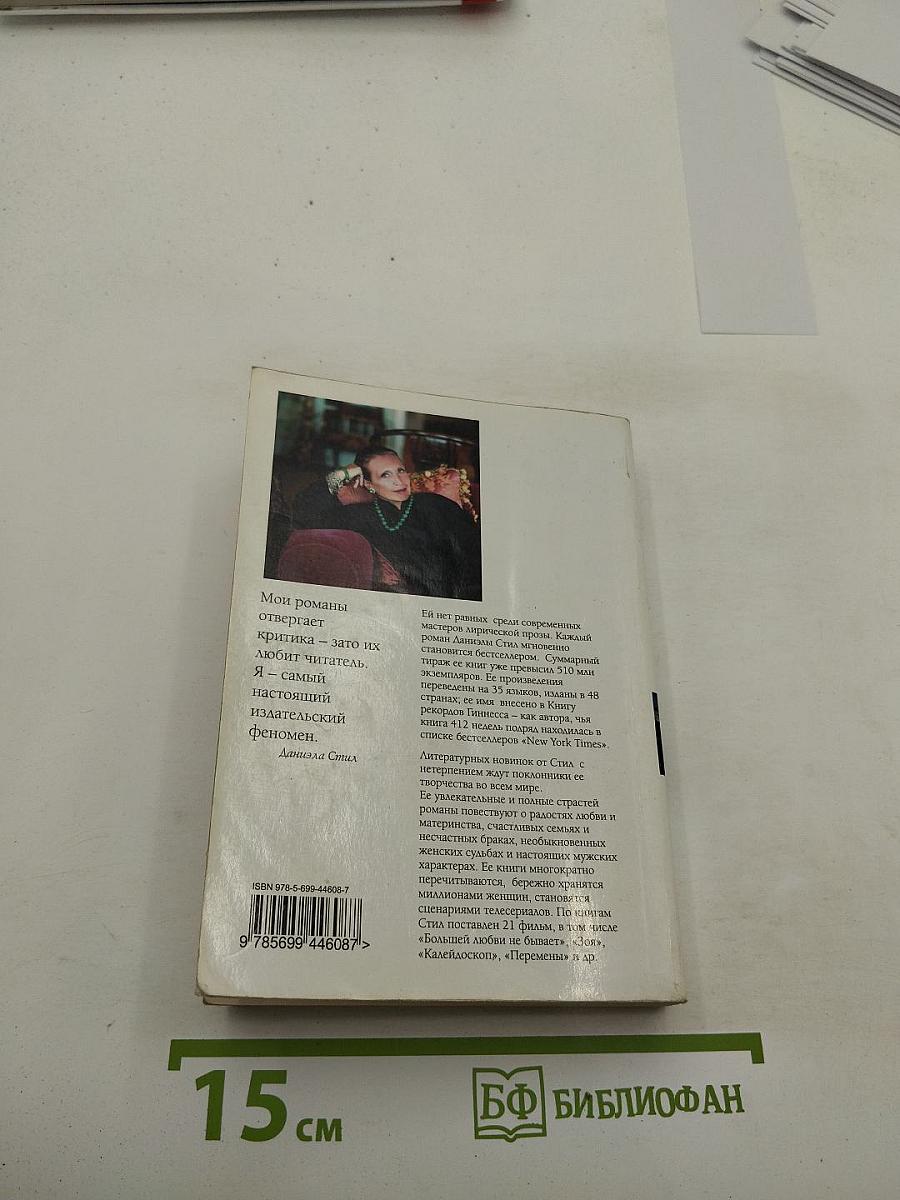 Мои романы
отвергает
критика – зато их
любит читатель.
Я – самый
настоящий
издательский
феномен.
Даниэла Стил
Ей нет равных среди современных
мастеров лирической прозы. Каждый
роман Даниэлы Стил мгновенно
становится бестселлером. Суммарный
тираж ее книг уже превысил 510 млн
экземпляров. Ее произведения
переведены на 35 языков, изданы в 48
странах; ее имя внесено в Книгу
рекордов Гиннесса – как автора, чья
книга 412 недель подряд находилась в
списке бестселлеров «New York Times».
Литературных новинок от Стил с
нетерпением ждут поклонники ее
творчества во всем мире.
Ее увлекательные и полные страстей
романы повествуют о радостях любви и
материнства, счастливых семьях и
несчастных браках, необыкновенных
женских судьбах и настоящих мужских
характерах. Ее книги многократно
перечитываются, бережно хранятся
миллионами женщин, становятся
сценариями телесериалов. По книгам
Стил поставлен 21 фильм, в том числе
«Большей любви не бывает», «Зоя»,
«Калейдоскоп», «Перемены» и др.
ISBN 978-5-699-44608-7
9 785699 446087 >
15 см
БФ БИБЛИОФАН